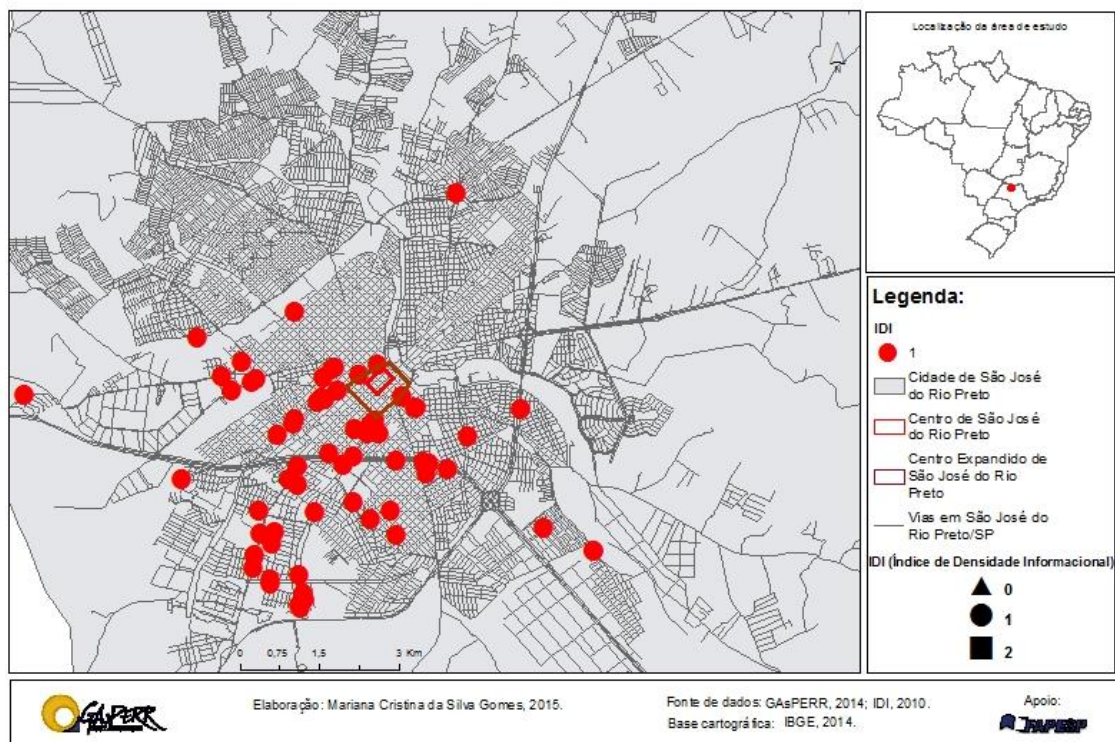 Localização da área de estudo
N
Legenda:
IDI
1
Cidade de São José
do Rio Preto
Centro de São José
do Rio Preto
Centro Expandido de
São José do Rio
Preto
Vias em São José do
Rio Preto/SP
IDI (Índice de Densidade Informacional)
0
1
2
0 0,75 1,5 3 Km
GAsPERR
Elaboração: Mariana Cristina da Silva Gomes, 2015.
Fonte de dados: GAsPERR, 2014; IDI, 2010.
Base cartográfica: IBGE, 2014.
Apoio:
FAPESP